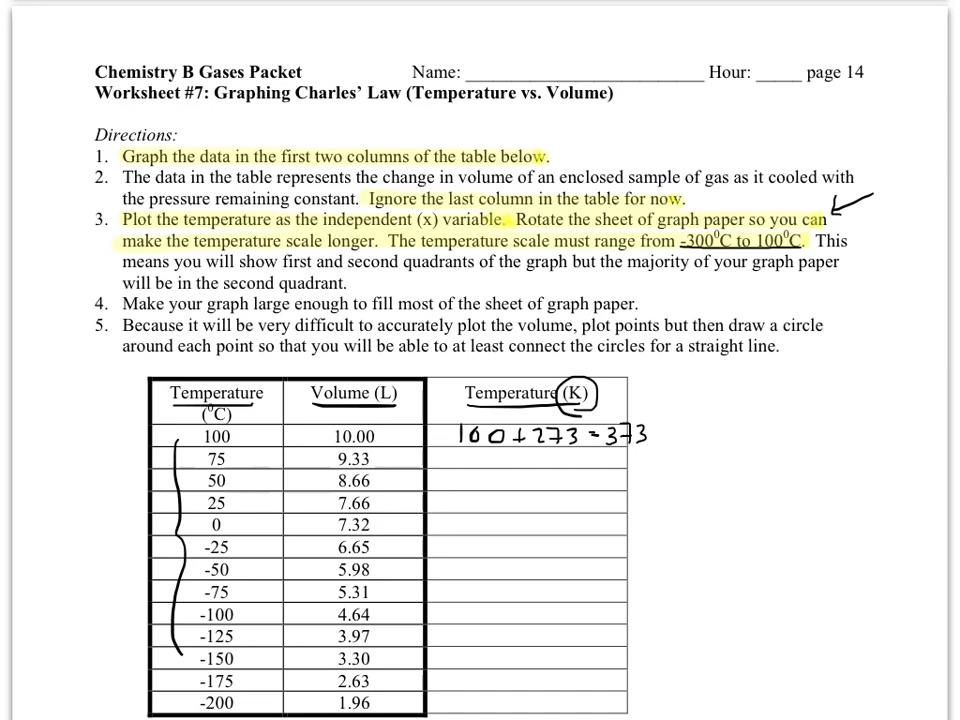 Chemistry B Gases Packet Name: __________________________ Hour: _____ page 14
Worksheet #7: Graphing Charles' Law (Temperature vs. Volume)
Directions:
1. Graph the data in the first two columns of the table below.
2. The data in the table represents the change in volume of an enclosed sample of gas as it cooled with
the pressure remaining constant. Ignore the last column in the table for now.
3. Plot the temperature as the independent (x) variable. Rotate the sheet of graph paper so you can
make the temperature scale longer. The temperature scale must range from -300⁰C to 100⁰C. This
means you will show first and second quadrants of the graph but the majority of your graph paper
will be in the second quadrant.
4. Make your graph large enough to fill most of the sheet of graph paper.
5. Because it will be very difficult to accurately plot the volume, plot points but then draw a circle
around each point so that you will be able to at least connect the circles for a straight line.
Temperature Volume (L) Temperature (K)
(⁰C)
100 10.00 100 + 273 = 373
75 9.33
50 8.66
25 7.66
0 7.32
-25 6.65
-50 5.98
-75 5.31
-100 4.64
-125 3.97
-150 3.30
-175 2.63
-200 1.96